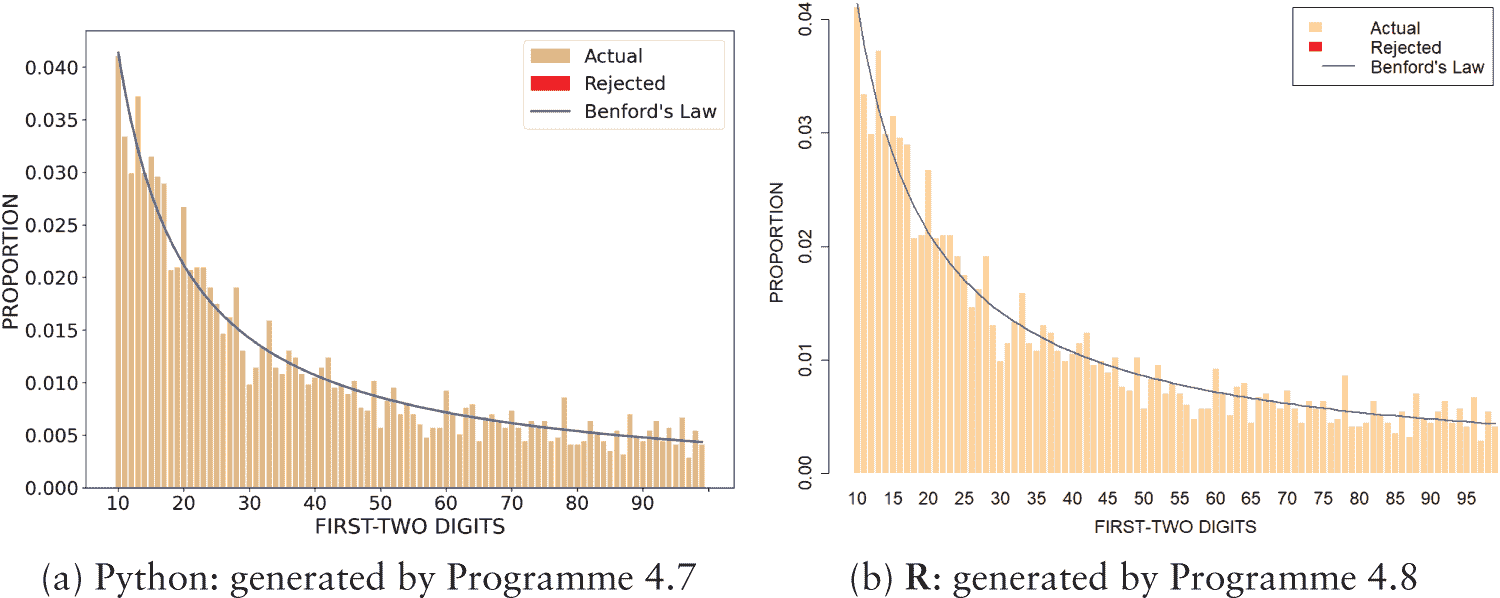 0.040
0.035
0.030
0.025
0.020
0.015
0.010
0.005
0.000
PROPORTION
Actual
Rejected
Benford's Law
10 20 30 40 50 60 70 80 90
FIRST-TWO DIGITS
(a) Python: generated by Programme 4.7
0.04
0.03
0.02
0.01
0.00
PROPORTION
Actual
Rejected
Benford's Law
10 15 20 25 30 35 40 45 50 55 60 65 70 75 80 85 90 95
FIRST-TWO DIGITS
(b) R: generated by Programme 4.8